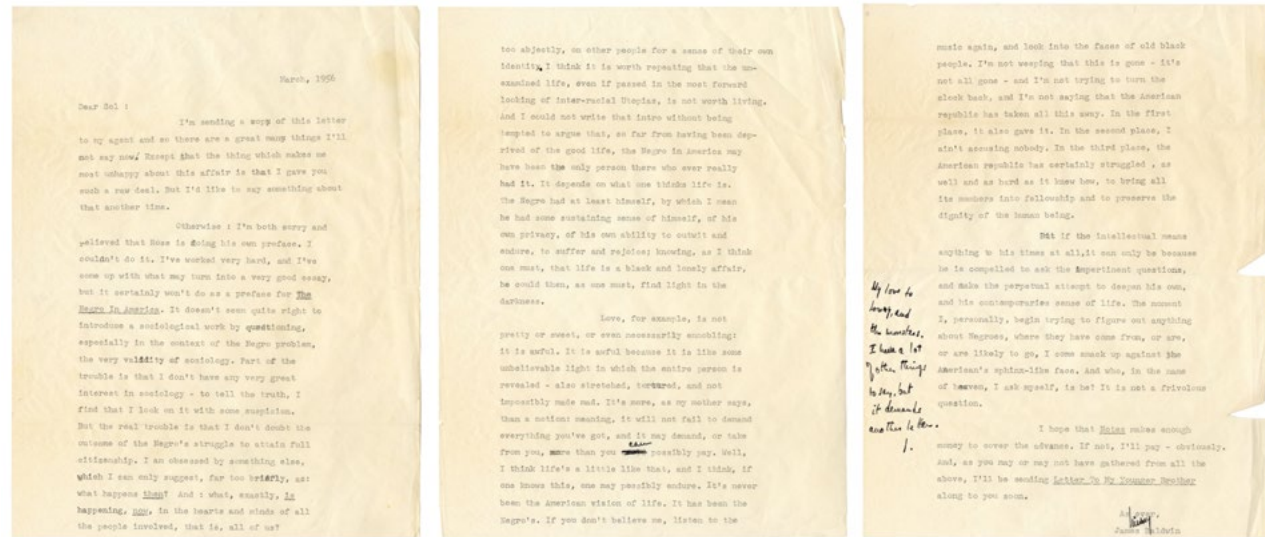 March, 1956
Dear Sol :
I'm sending a copy of this letter
to my agent and so there are a great many things I'll
not say now. Except that the thing which makes me
most unhappy about this affair is that I gave you
such a raw deal. But I'd like to say something about
that another time.
Otherwise : I'm both sorry and
relieved that Rose is doing his own preface. I
couldn't do it. I've worked very hard, and I've
come up with what may turn into a very good essay,
but it certainly won't do as a preface for The
Negro In America. It doesn't seem quite right to
introduce a sociological work by questioning,
especially in the context of the Negro problem,
the very validity of sociology. Part of the
trouble is that I don't have any very great
interest in sociology - to tell the truth, I
find that I look on it with some suspicion.
But the real trouble is that I don't doubt the
outcome of the Negro's struggle to attain full
citizenship. I am obsessed by something else,
which I can only suggest, far too briefly, as:
what happens then? And : what, exactly, is
happening, now, in the hearts and minds of all
the people involved, that is, all of us?
too abjectly, on other people for a sense of their own
identity. I think it is worth repeating that the un-
examined life, even if passed in the most forward
looking of inter-racial Utopias, is not worth living.
And I could not write that intro without being
tempted to argue that, so far from having been dep-
rived of the good life, the Negro in America may
have been the only person there who ever really
had it. It depends on what one thinks life is.
The Negro had at least himself, by which I mean
he had some sustaining sense of himself, of his
own privacy, of his own ability to outwit and
endure, to suffer and rejoice; knowing, as I think
one must, that life is a black and lonely affair,
he could then, as one must, find light in the
darkness.
Love, for example, is not
pretty or sweet, or even necessarily ennobling:
it is awful. It is awful because it is like some
unbelievable light in which the entire person is
revealed - also stretched, tortured, and not
impossibly made mad. It's more, as my mother says,
than a notion: meaning, it will not fail to demand
everything you've got, and it may demand, or take
from you, more than you can possibly pay. Well,
I think life's a little like that, and I think, if
one knows this, one may possibly endure. It's never
been the American vision of life. It has been the
Negro's. If you don't believe me, listen to the
music again, and look into the faces of old black
people. I'm not weeping that this is gone - it's
not all gone - and I'm not trying to turn the
clock back, and I'm not saying that the American
republic has taken all this away. In the first
place, it also gave it. In the second place, I
ain't accusing nobody. In the third place, the
American republic has certainly struggled , as
well and as hard as it knew how, to bring all
its members into fellowship and to preserve the
dignity of the human being.
But if the intellectual means
anything to his times at all,it can only be because
he is compelled to ask the impertinent questions,
and make the perpetual attempt to deepen his own,
and his contemporaries sense of life. The moment
I, personally, begin trying to figure out anything
about Negroes, where they have come from, or are,
or are likely to go, I come smack up against the
American's sphinx-like face. And who, in the name
of heaven, I ask myself, is he? It is not a frivolous
question.
I hope that Notes makes enough
money to cover the advance. If not, I'll pay - obviously.
And, as you may or may not have gathered from all the
above, I'll be sending Letter To My Younger Brother
along to you soon.
As ever,
James Baldwin
My love to
and
the monsters.
I have a lot
of other things
to say, but
it demands
another letter.
J.